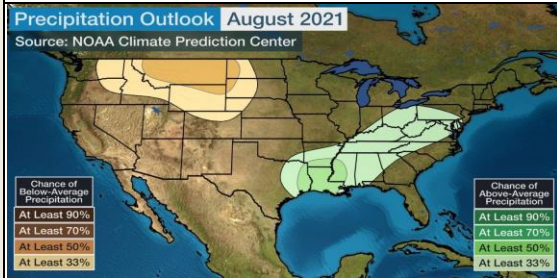 Precipitation Outlook August 2021
Source: NOAA Climate Prediction Center
Chance of
Below-Average
Precipitation
At Least 90%
At Least 70%
At Least 50%
At Least 33%
Chance of
Above-Average
Precipitation
At Least 90%
At Least 70%
At Least 50%
At Least 33%